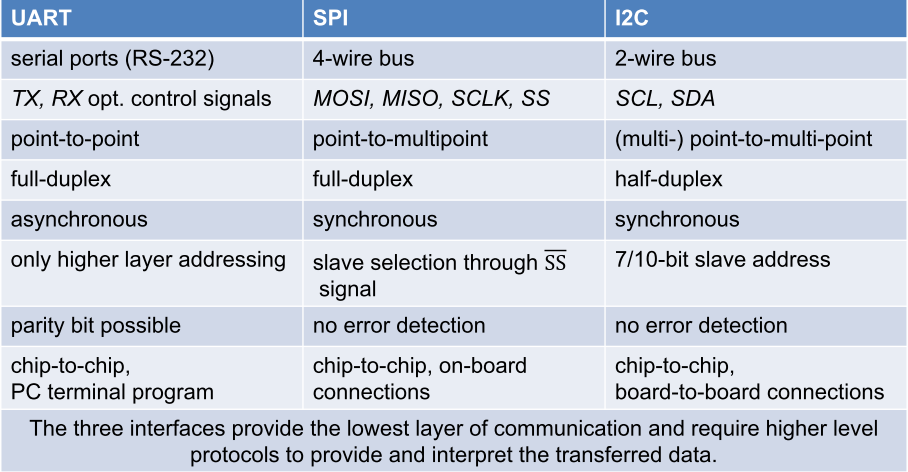 UART SPI I2C
serial ports (RS-232) 4-wire bus 2-wire bus
TX, RX opt. control signals MOSI, MISO, SCLK, SS SCL, SDA
point-to-point point-to-multipoint (multi-) point-to-multi-point
full-duplex full-duplex half-duplex
asynchronous synchronous synchronous
only higher layer addressing slave selection through S̅S̅ 7/10-bit slave address
signal
parity bit possible no error detection no error detection
chip-to-chip, chip-to-chip, on-board chip-to-chip,
PC terminal program connections board-to-board connections
The three interfaces provide the lowest layer of communication and require higher level
protocols to provide and interpret the transferred data.